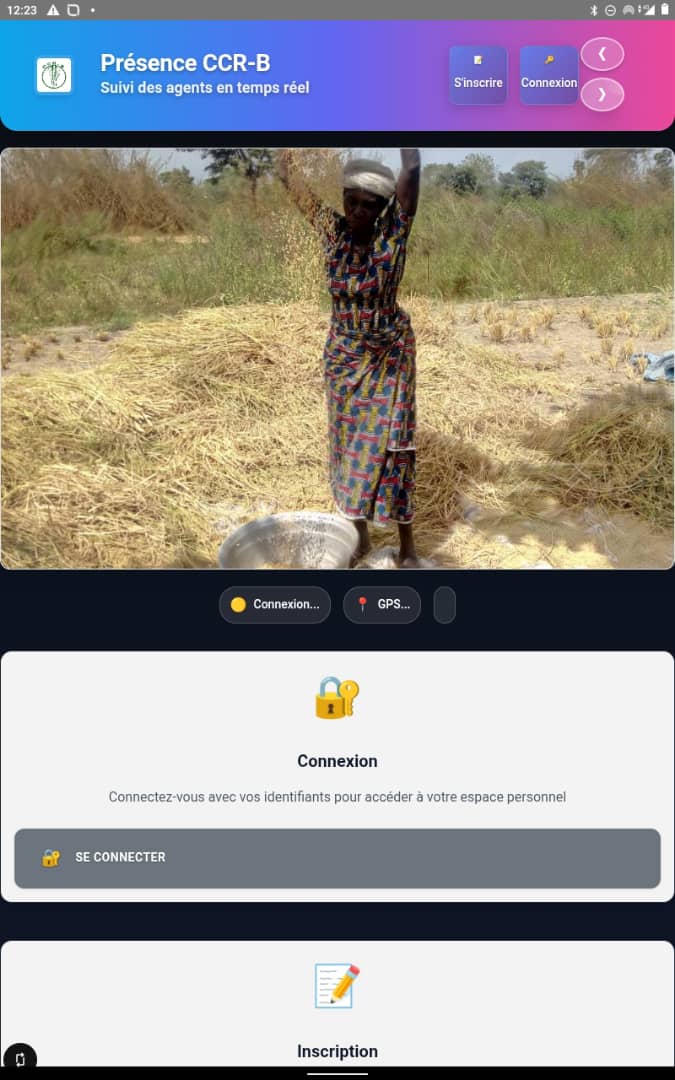 12:23
Présence CCR-B
Suivi des agents en temps réel
S'inscrire
Connexion
❮
❯
Connexion...
GPS...
Connexion
Connectez-vous avec vos identifiants pour accéder à votre espace personnel
SE CONNECTER
Inscription